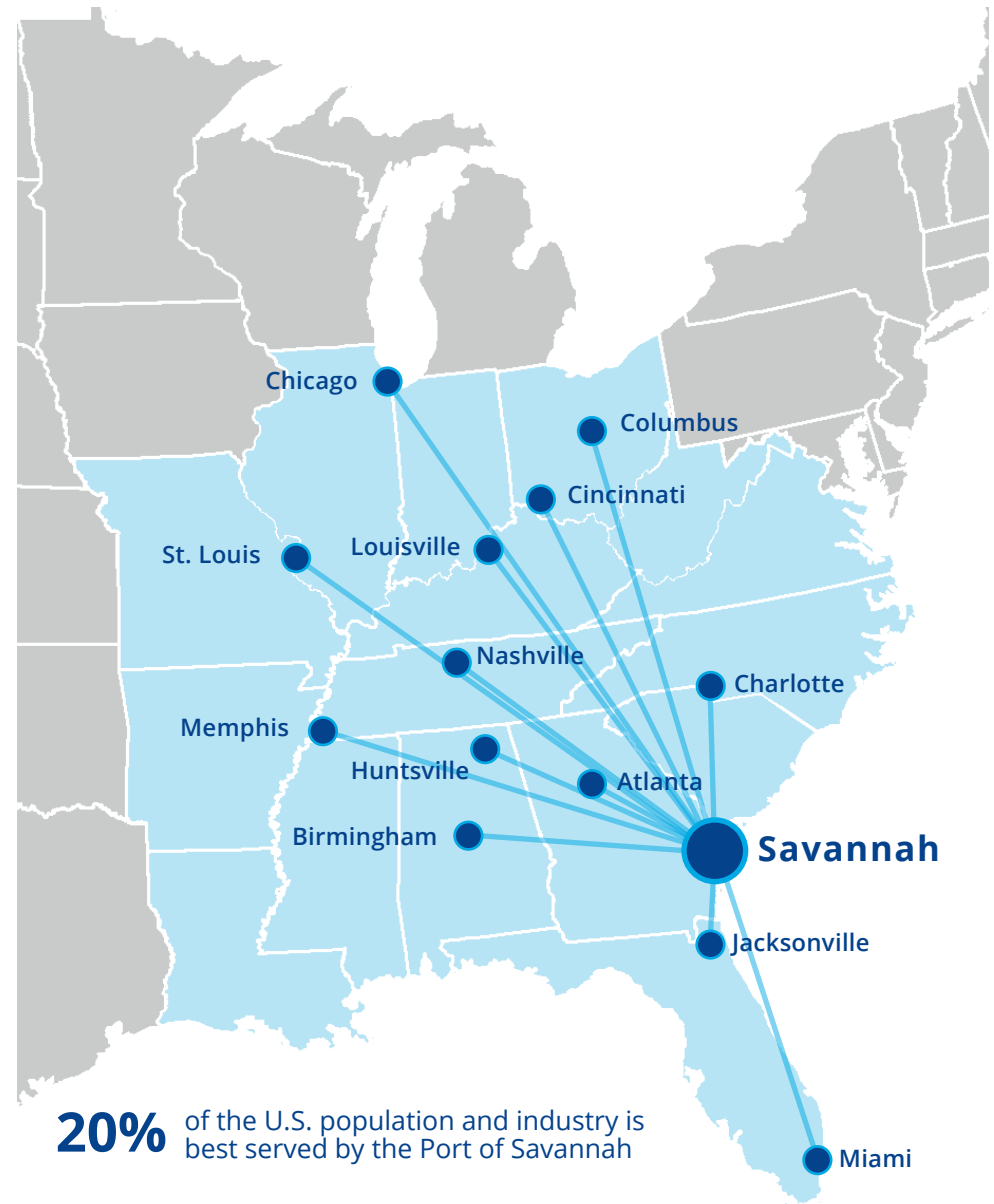 Chicago
Columbus
Cincinnati
Louisville
St. Louis
Nashville
Charlotte
Memphis
Huntsville
Atlanta
Birmingham
Savannah
Jacksonville
20%
of the U.S. population and industry is
best served by the Port of Savannah
Miami